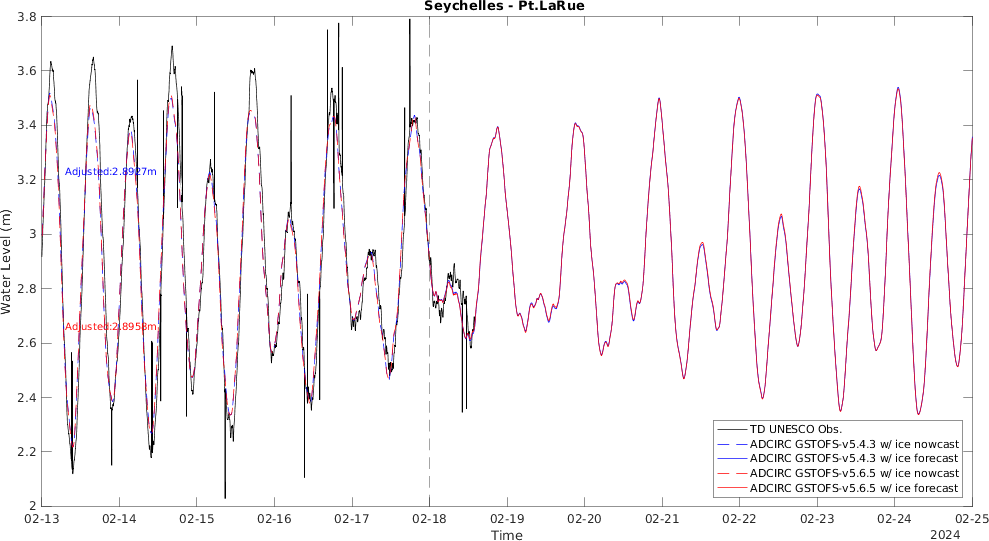 Seychelles - Pt.LaRue
3.8
3.6
3.4
3.2
3
2.8
2.6
2.4
2.2
2
Water Level (m)
Adjusted:2.8927m
Adjusted:2.8958m
TD UNESCO Obs.
ADCIRC GSTOFS-v5.4.3 w/ ice nowcast
ADCIRC GSTOFS-v5.4.3 w/ ice forecast
ADCIRC GSTOFS-v5.6.5 w/ ice nowcast
ADCIRC GSTOFS-v5.6.5 w/ ice forecast
02-13 02-14 02-15 02-16 02-17 02-18 02-19 02-20 02-21 02-22 02-23 02-24 02-25
Time
2024